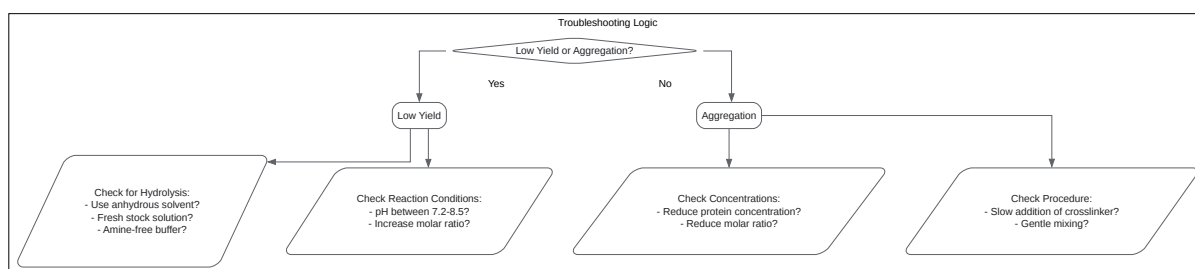 Troubleshooting Logic
Low Yield or Aggregation?
Yes
No
Low Yield
Aggregation
Check for Hydrolysis:
- Use anhydrous solvent?
- Fresh stock solution?
- Amine-free buffer?
Check Reaction Conditions:
- pH between 7.2-8.5?
- Increase molar ratio?
Check Concentrations:
- Reduce protein concentration?
- Reduce molar ratio?
Check Procedure:
- Slow addition of crosslinker?
- Gentle mixing?